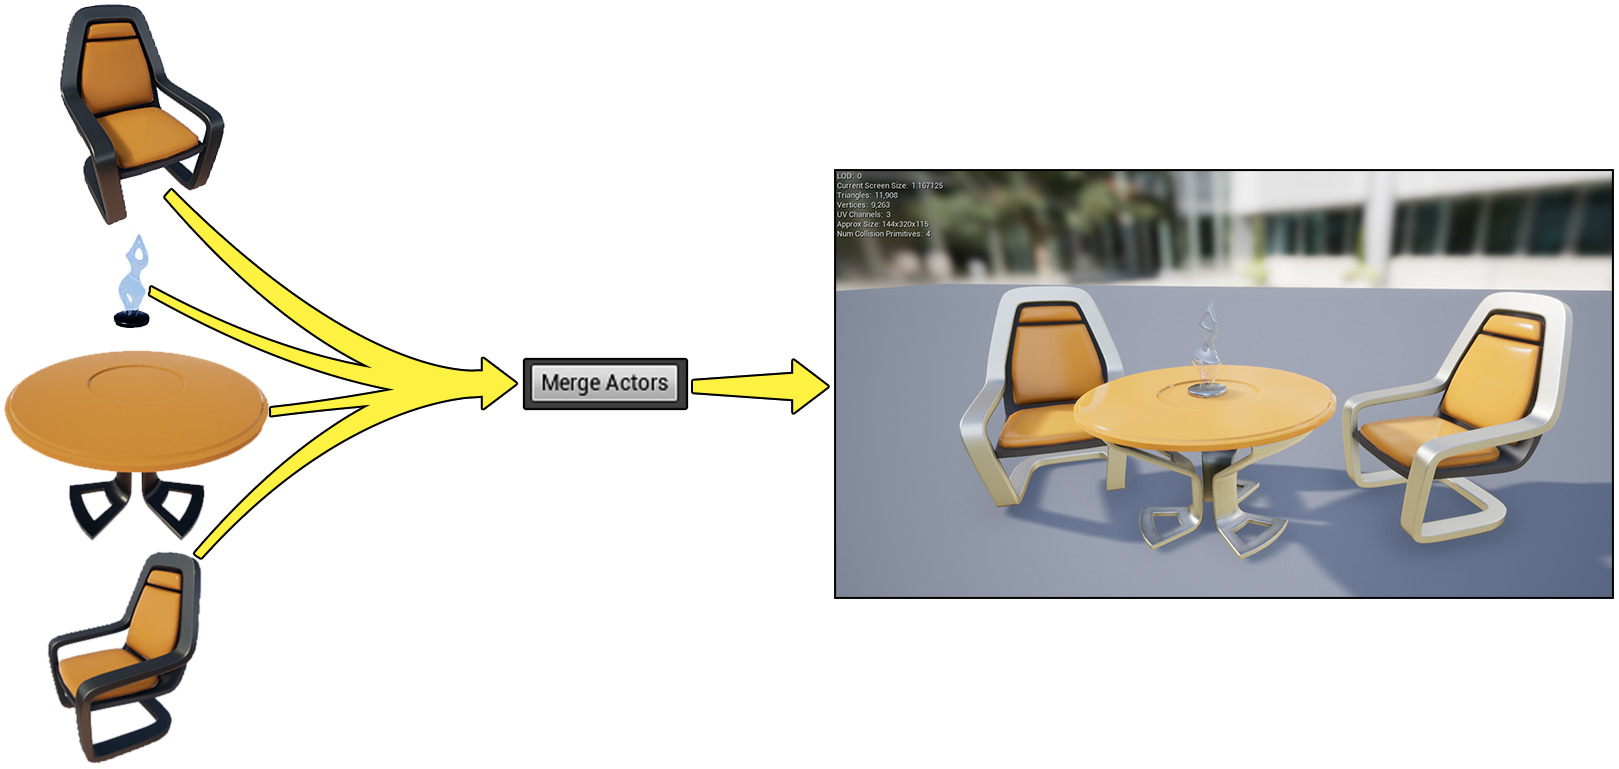 Merge Actors
LOD: 0
Current Screen Size: 1.167125
Triangles: 11,908
Vertices: 9,263
UV Channels: 3
Approx Size: 144x320x115
Num Collision Primitives: 4